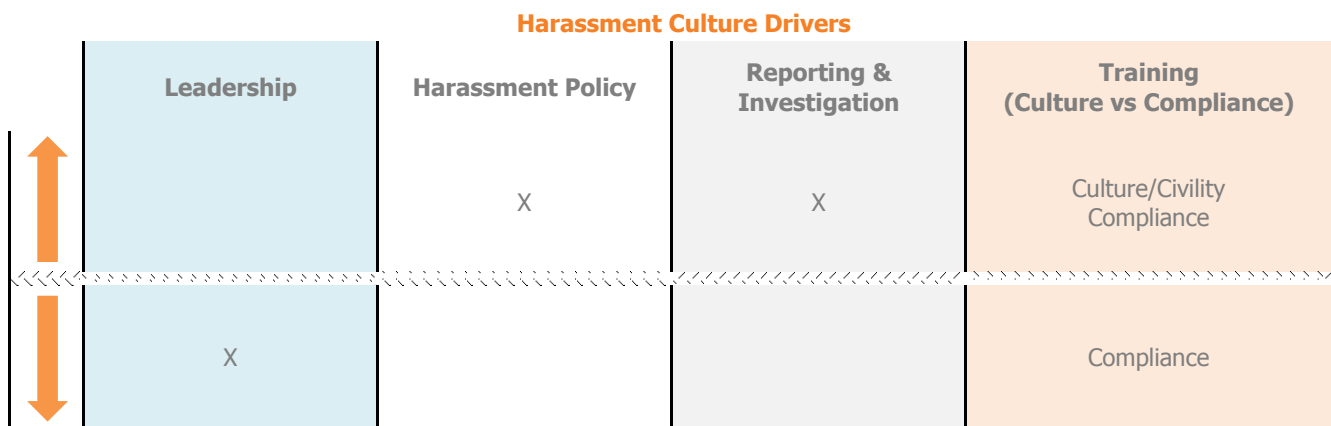 Harassment Culture Drivers
Leadership
Harassment Policy
Reporting &
Investigation
Training
(Culture vs Compliance)
X
X
Culture/Civility
Compliance
X
Compliance